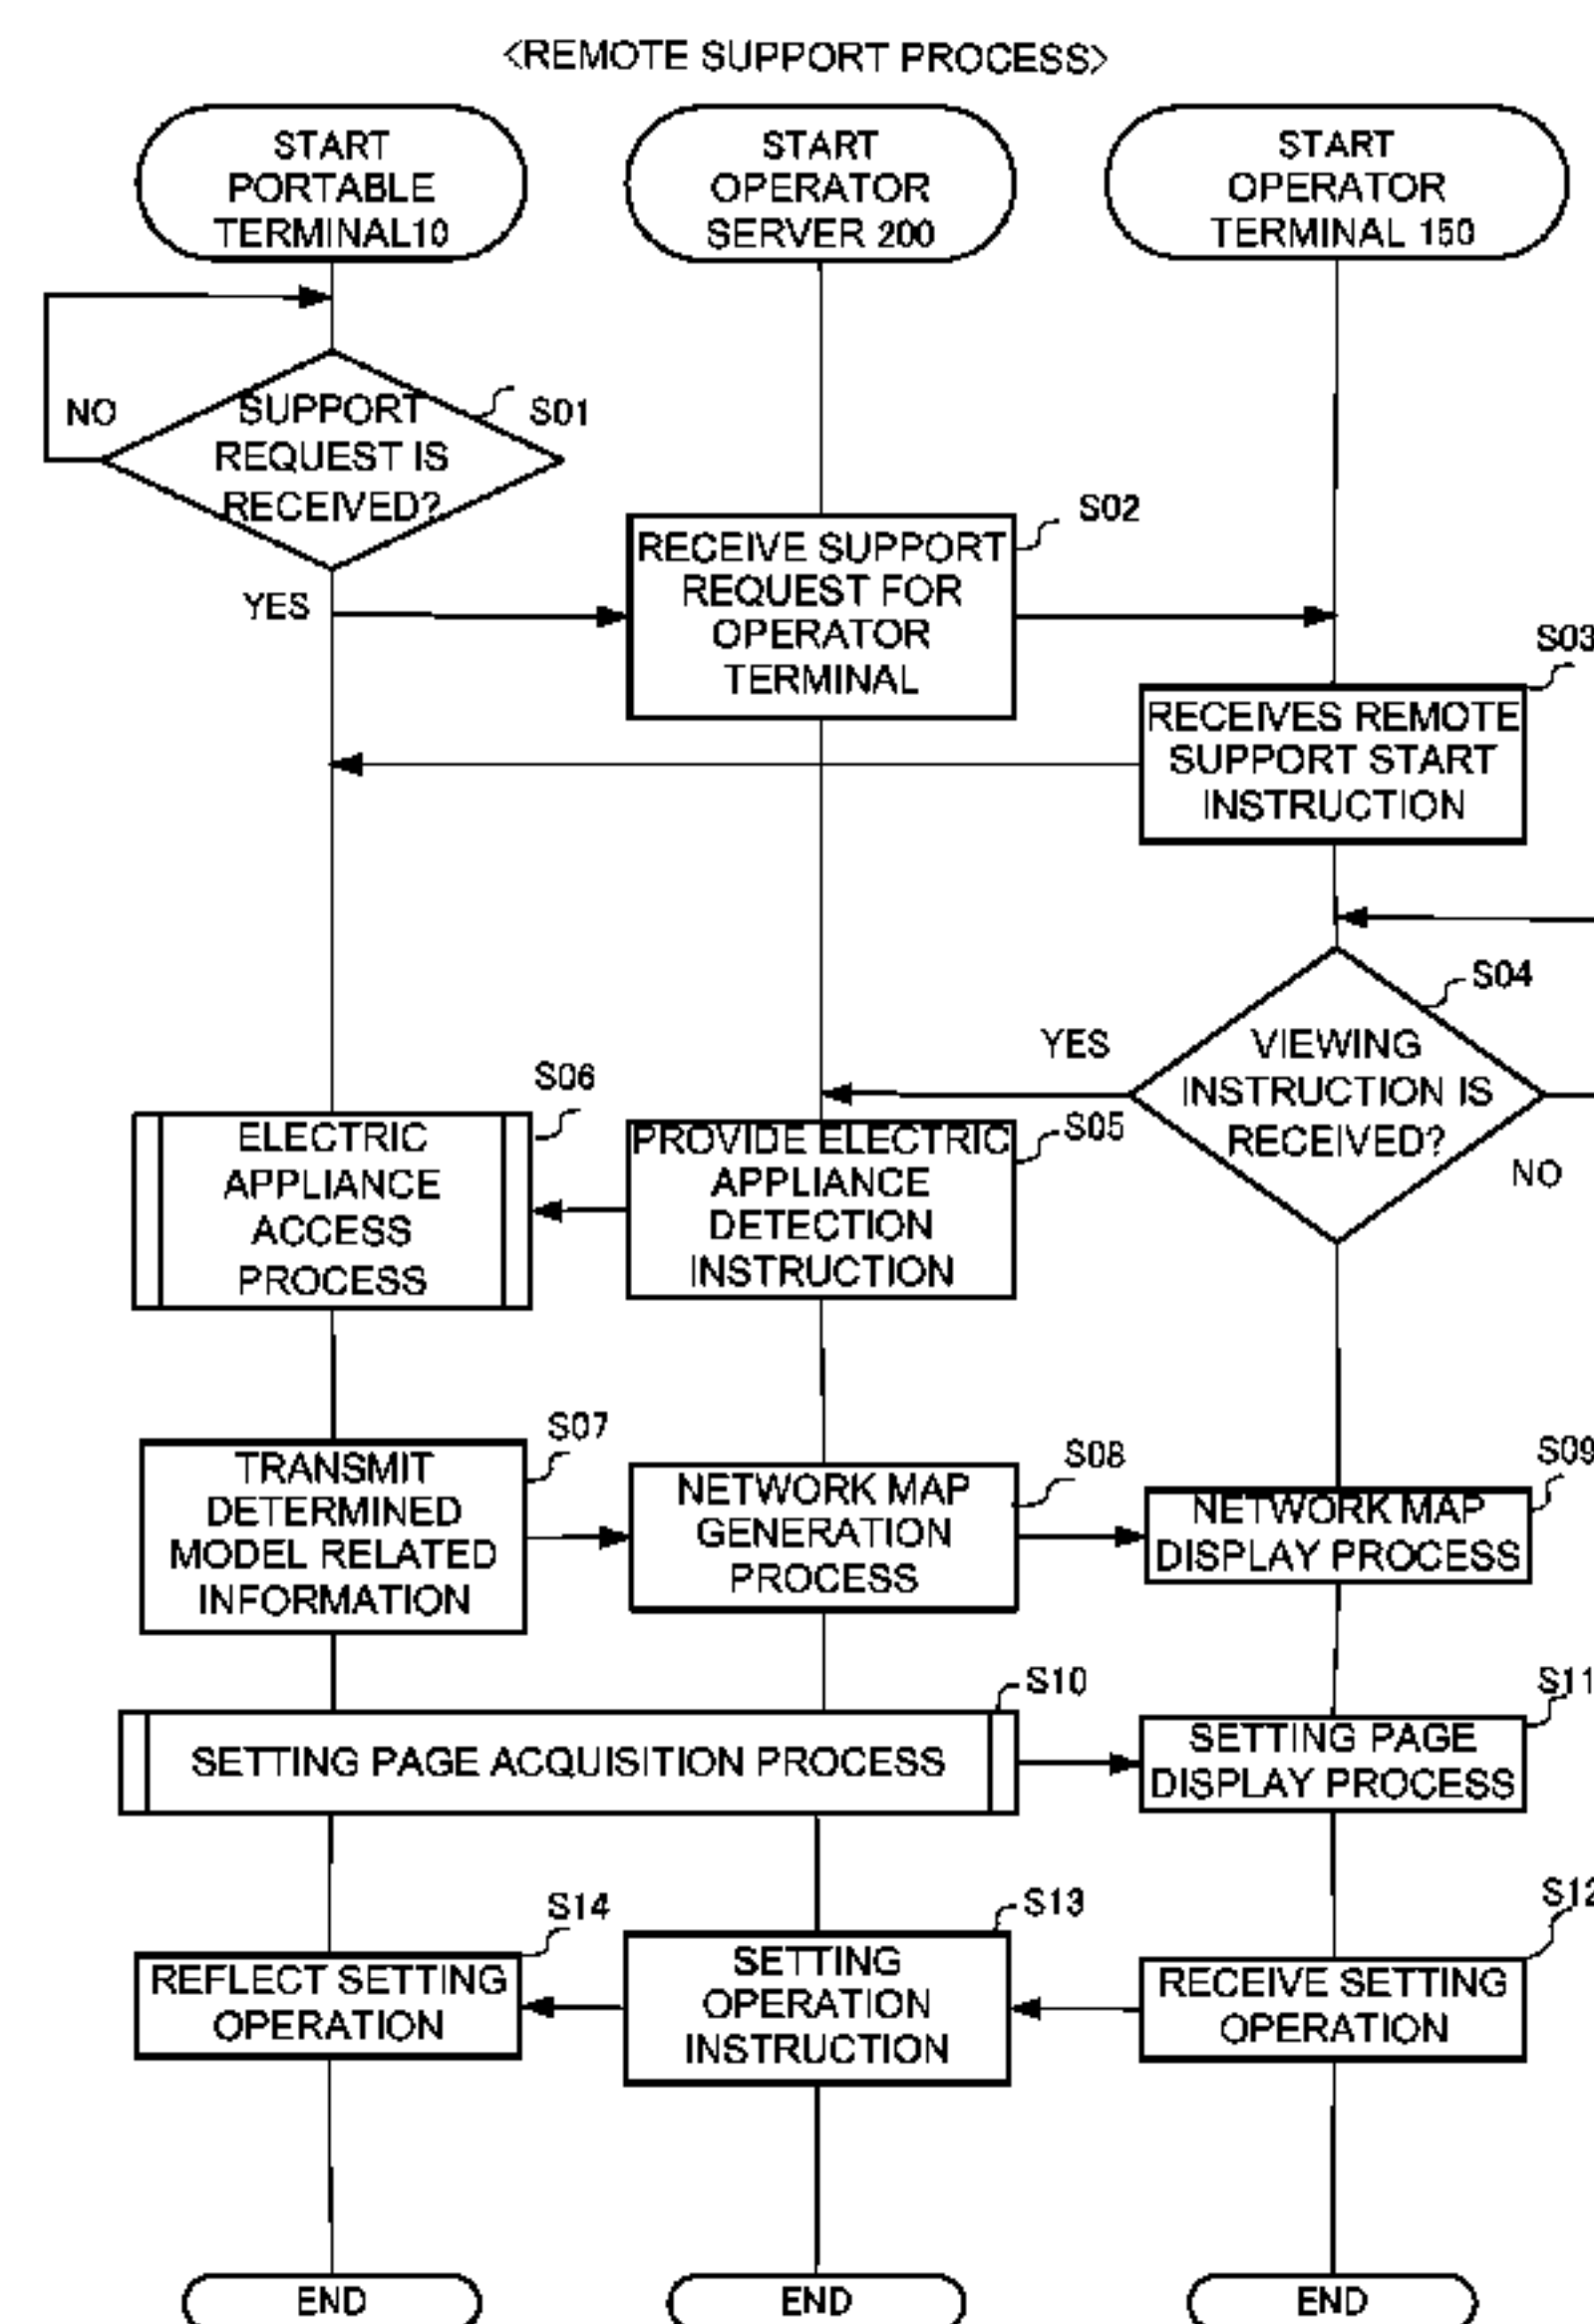 <REMOTE SUPPORT PROCESS>
START
PORTABLE
TERMINAL10
START
OPERATOR
SERVER 200
START
OPERATOR
TERMINAL 150
NO
SUPPORT
REQUEST IS
RECEIVED?
S01
YES
RECEIVE SUPPORT
REQUEST FOR
OPERATOR
TERMINAL
S02
S03
RECEIVES REMOTE
SUPPORT START
INSTRUCTION
S04
YES
VIEWING
INSTRUCTION IS
RECEIVED?
NO
S06
ELECTRIC
APPLIANCE
ACCESS
PROCESS
PROVIDE ELECTRIC
APPLIANCE
DETECTION
INSTRUCTION
S05
S07
TRANSMIT
DETERMINED
MODEL RELATED
INFORMATION
S08
NETWORK MAP
GENERATION
PROCESS
S09
NETWORK MAP
DISPLAY PROCESS
S10
SETTING PAGE ACQUISITION PROCESS
S11
SETTING PAGE
DISPLAY PROCESS
S14
REFLECT SETTING
OPERATION
S13
SETTING
OPERATION
INSTRUCTION
S12
RECEIVE SETTING
OPERATION
END
END
END